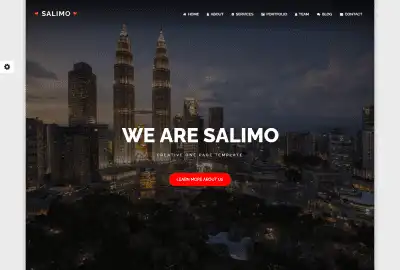 SALIMO
HOME ABOUT SERVICES PORTFOLIO TEAM BLOG CONTACT
WE ARE SALIMO
CREATIVE ONE PAGE TEMPLATE
LEARN MORE ABOUT US